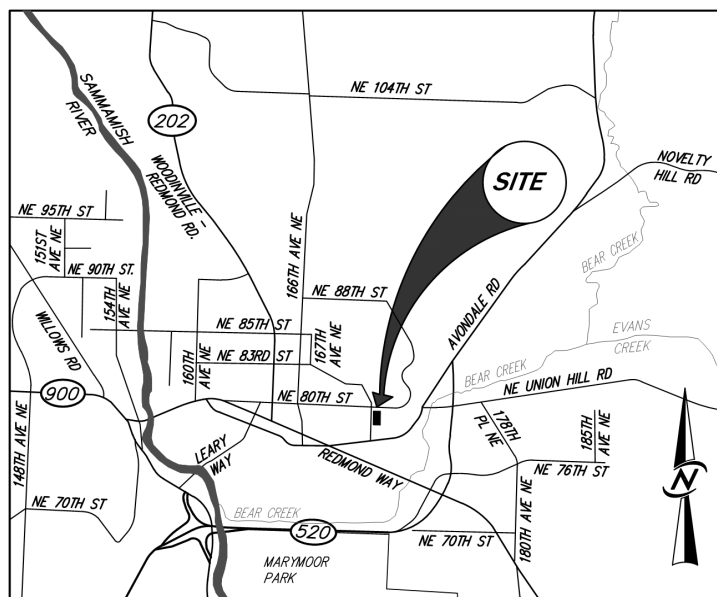 SAMMAMISH
RIVER
202
WOODINVILLE –
REDMOND RD.
NE 104TH ST
SITE
NOVELTY
HILL RD
NE 95TH ST
151ST
AVE NE
NE 90TH ST.
154TH
AVE NE
166TH AVE NE
NE 88TH ST
AVONDALE RD
BEAR CREEK
WILLOWS RD
NE 85TH ST
NE 83RD ST
160TH
AVE NE
167TH
AVE NE
EVANS
CREEK
BEAR CREEK
NE UNION HILL RD
900
NE 80TH ST
148TH AVE NE
LEARY
WAY
REDMOND WAY
178TH
PL NE
185TH
AVE NE
NE 76TH ST
NE 70TH ST
BEAR CREEK
520
NE 70TH ST
180TH AVE NE
MARYMOOR
PARK
N